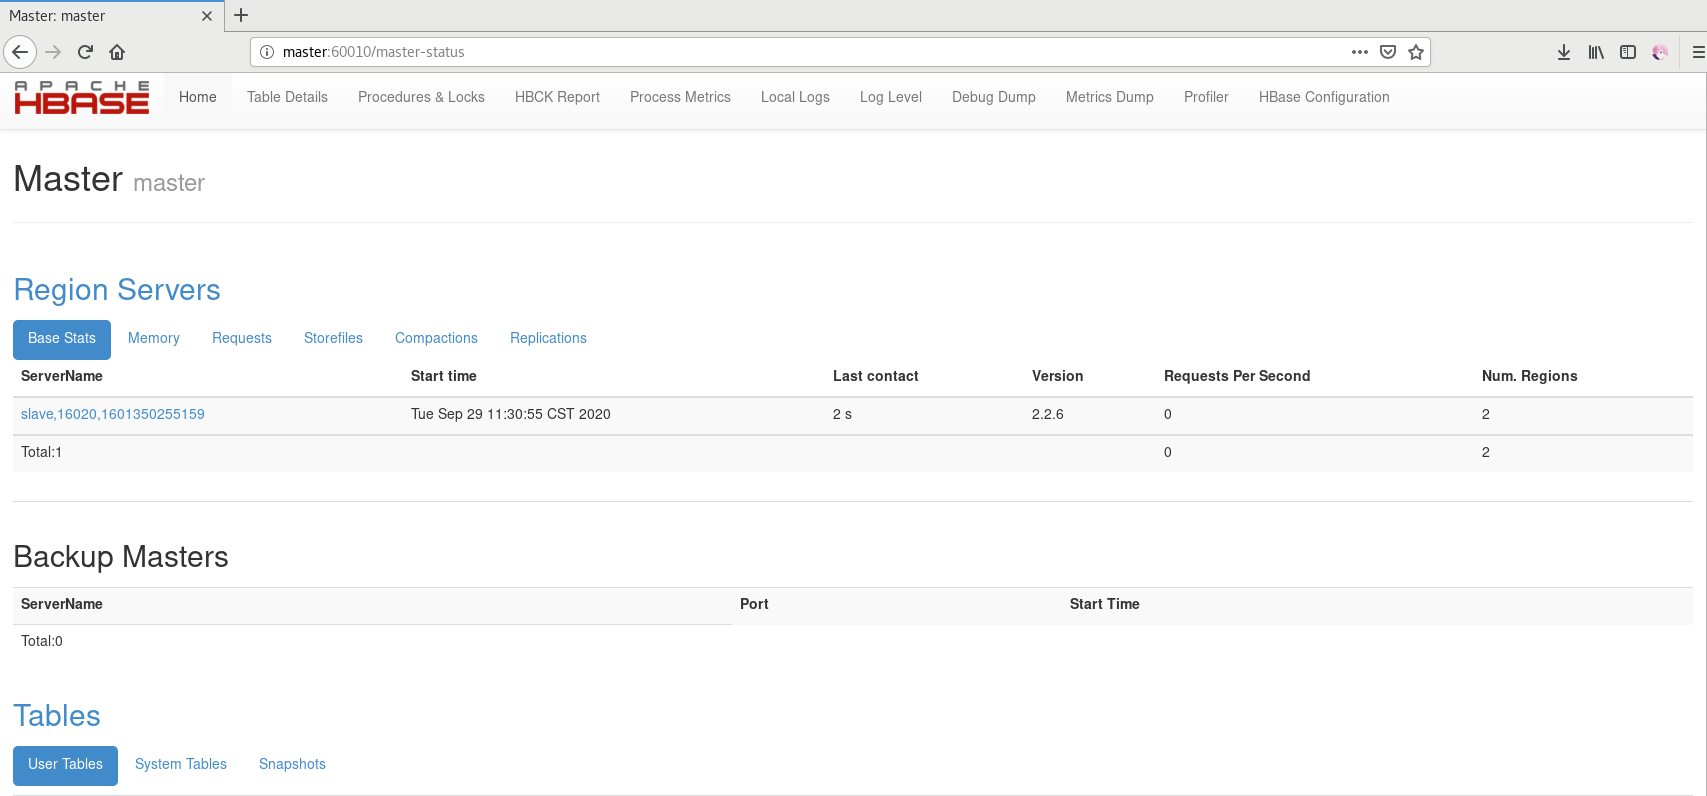 Master: master
master:60010/master-status
APACHE
HBASE
Home Table Details Procedures & Locks HBCK Report Process Metrics Local Logs Log Level Debug Dump Metrics Dump Profiler HBase Configuration
Master master
Region Servers
Base Stats Memory Requests Storefiles Compactions Replications
ServerName Start time Last contact Version Requests Per Second Num. Regions
slave,16020,1601350255159 Tue Sep 29 11:30:55 CST 2020 2 s 2.2.6 0 2
Total:1 0 2
Backup Masters
ServerName Port Start Time
Total:0
Tables
User Tables System Tables Snapshots